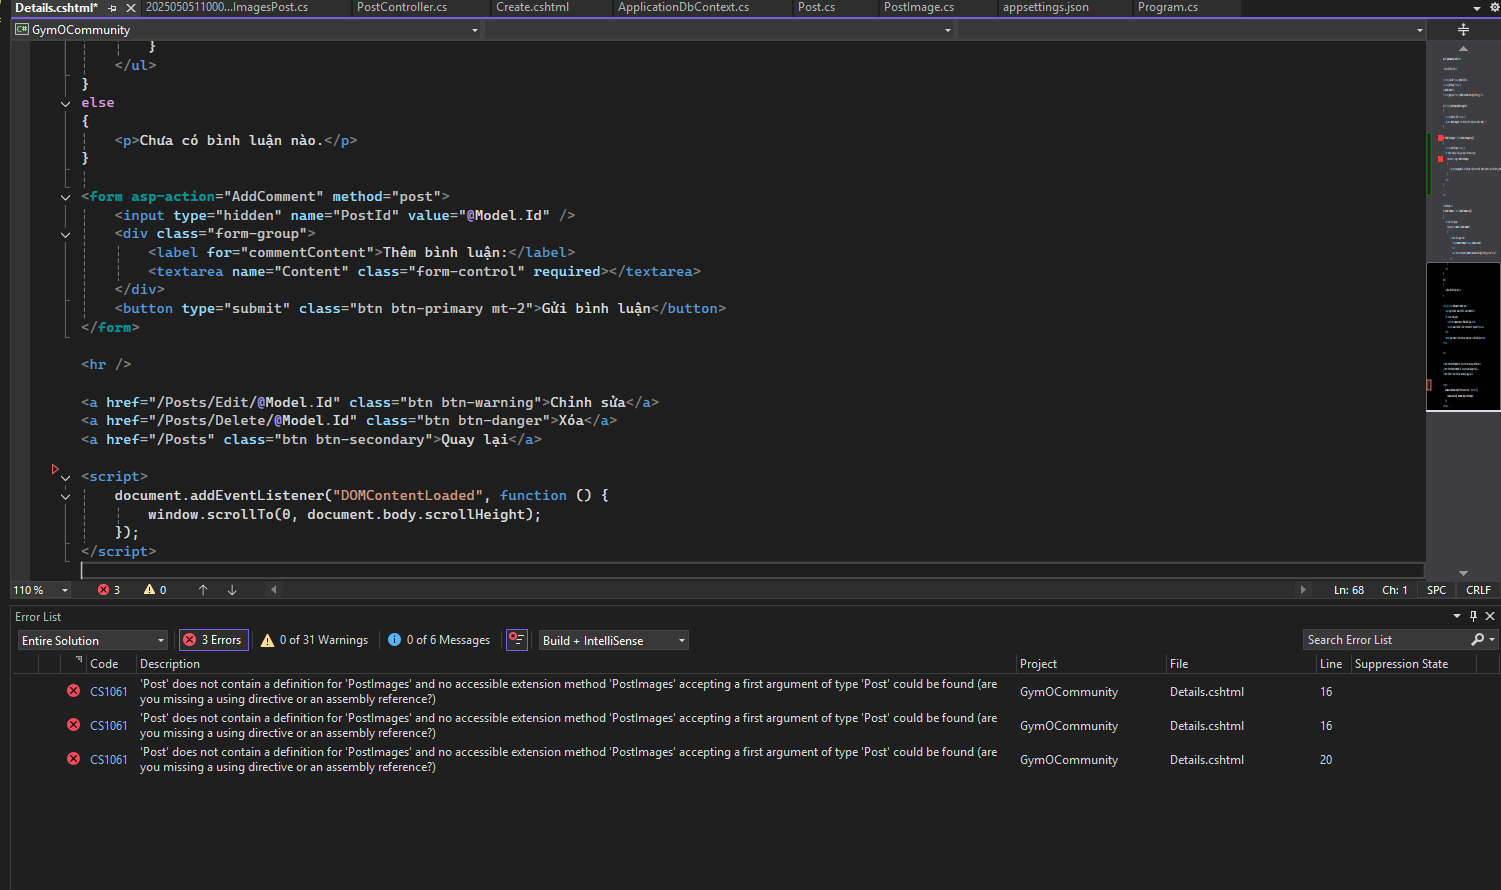 Details.cshtml* 2025050511000...ImagesPost.cs PostController.cs Create.cshtml ApplicationDbContext.cs Post.cs PostImage.cs appsettings.json Program.cs
C# GymOCommunity
}
</ul>
}
else
{
<p>Chưa có bình luận nào.</p>
}
<form asp-action="AddComment" method="post">
<input type="hidden" name="PostId" value="@Model.Id" />
<div class="form-group">
<label for="commentContent">Thêm bình luận:</label>
<textarea name="Content" class="form-control" required></textarea>
</div>
<button type="submit" class="btn btn-primary mt-2">Gửi bình luận</button>
</form>
<hr />
<a href="/Posts/Edit/@Model.Id" class="btn btn-warning">Chỉnh sửa</a>
<a href="/Posts/Delete/@Model.Id" class="btn btn-danger">Xóa</a>
<a href="/Posts" class="btn btn-secondary">Quay lại</a>
<script>
document.addEventListener("DOMContentLoaded", function () {
window.scrollTo(0, document.body.scrollHeight);
});
</script>
110 % 3 0 Ln: 68 Ch: 1 SPC CRLF
Error List
Entire Solution 3 Errors 0 of 31 Warnings 0 of 6 Messages Build + IntelliSense Search Error List
Code Description Project File Line Suppression State
CS1061 'Post' does not contain a definition for 'PostImages' and no accessible extension method 'PostImages' accepting a first argument of type 'Post' could be found (are GymOCommunity Details.cshtml 16
you missing a using directive or an assembly reference?)
CS1061 'Post' does not contain a definition for 'PostImages' and no accessible extension method 'PostImages' accepting a first argument of type 'Post' could be found (are GymOCommunity Details.cshtml 16
you missing a using directive or an assembly reference?)
CS1061 'Post' does not contain a definition for 'PostImages' and no accessible extension method 'PostImages' accepting a first argument of type 'Post' could be found (are GymOCommunity Details.cshtml 20
you missing a using directive or an assembly reference?)